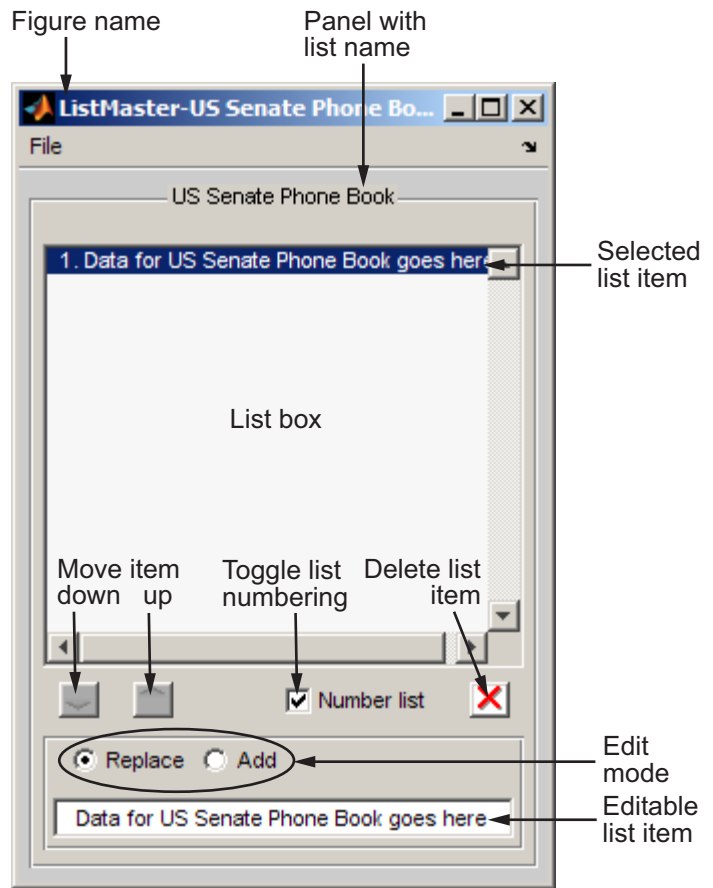 Figure name
Panel with
list name
ListMaster-US Senate Phone Bo...
File
US Senate Phone Book
1. Data for US Senate Phone Book goes here
Selected
list item
List box
Move item
down up
Toggle list
numbering
Delete list
item
Number list
Replace Add
Edit
mode
Data for US Senate Phone Book goes here
Editable
list item